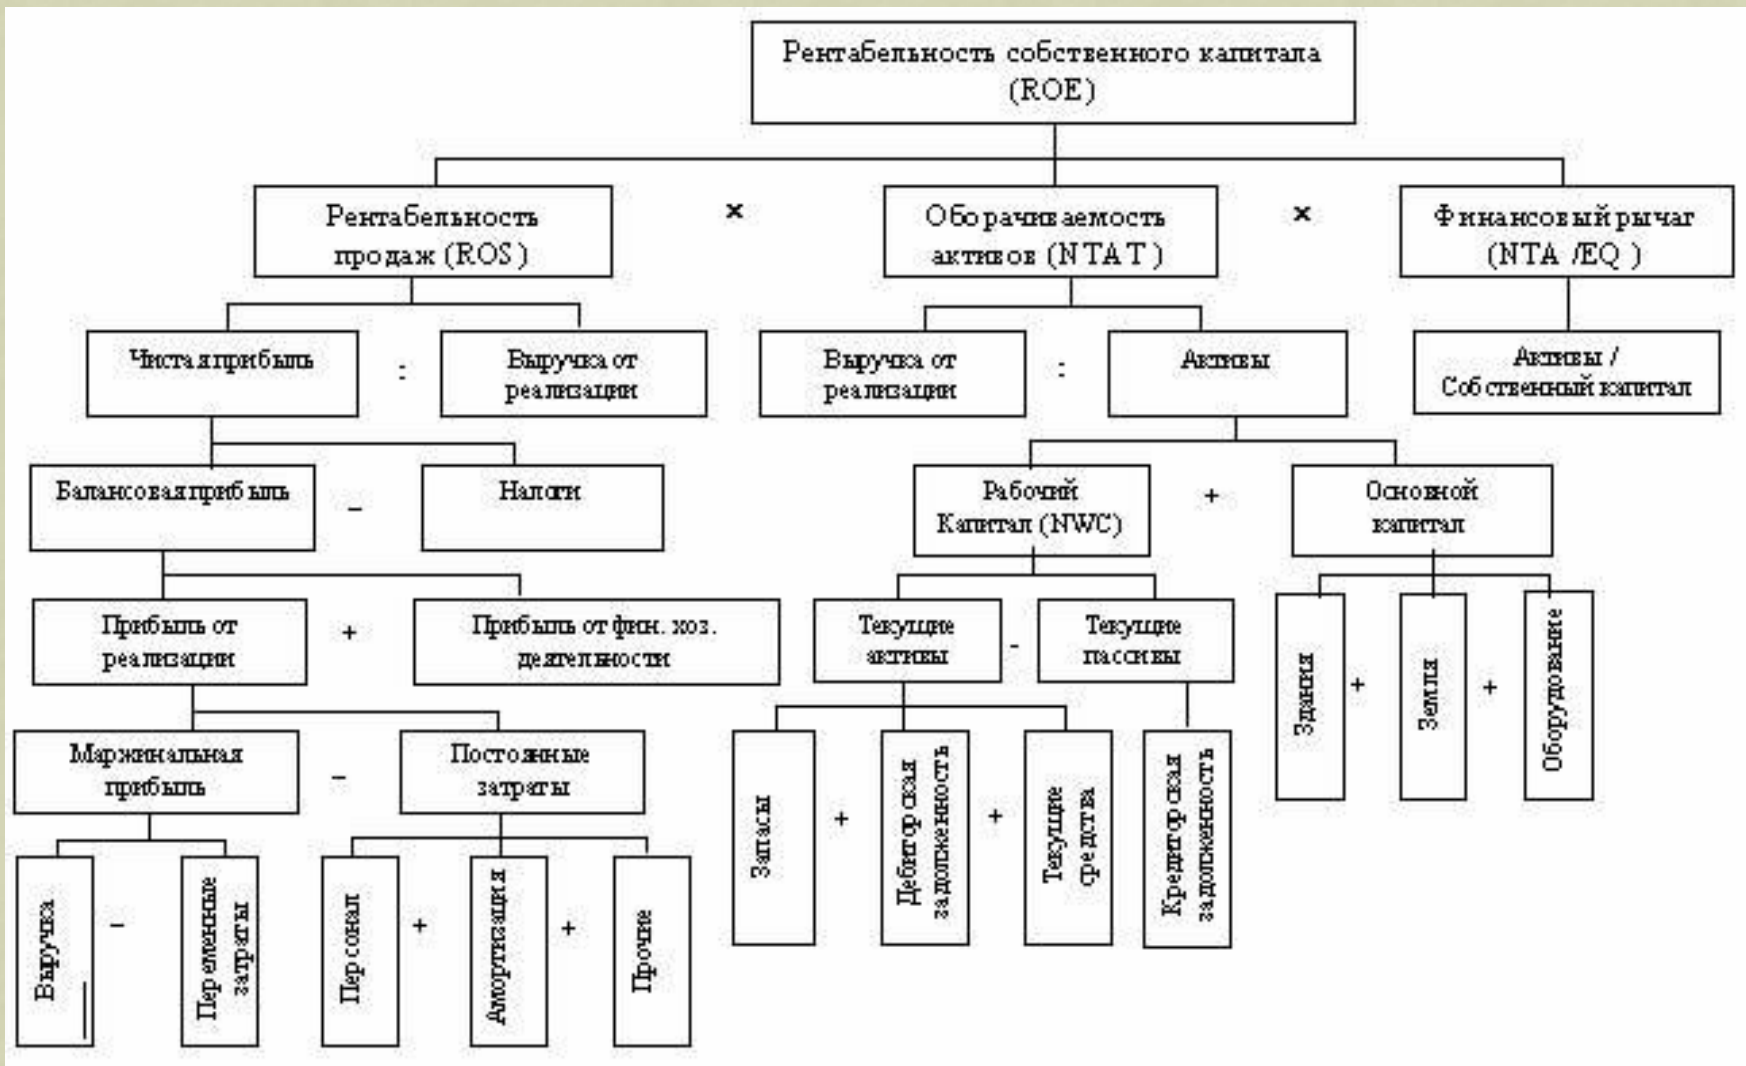 Рентабельность собственного капитала
(ROE)
Рентабельность
продаж (ROS)
×
Оборачиваемость
активов (NTAT)
×
Финансовый рычаг
(NTA /EQ )
Чистая прибыль
:
Выручка от
реализации
Выручка от
реализации
:
Активы
Активы /
Собственный капитал
Балансовая прибыль
–
Налоги
Рабочий
Капитал (NWC)
+
Основной
капитал
Прибыль от
реализации
+
Прибыль от фин. хоз.
деятельности
Текущие
активы
-
Текущие
пассивы
Здания
+
Земля
+
Оборудование
Маржинальная
прибыль
–
Постоянные
затраты
Запасы
+
Дебиторская
задолженность
+
Текущие
средства
Кредиторская
задолженность
Выручка
–
Переменные
затраты
Персонал
+
Амортизация
+
Прочие